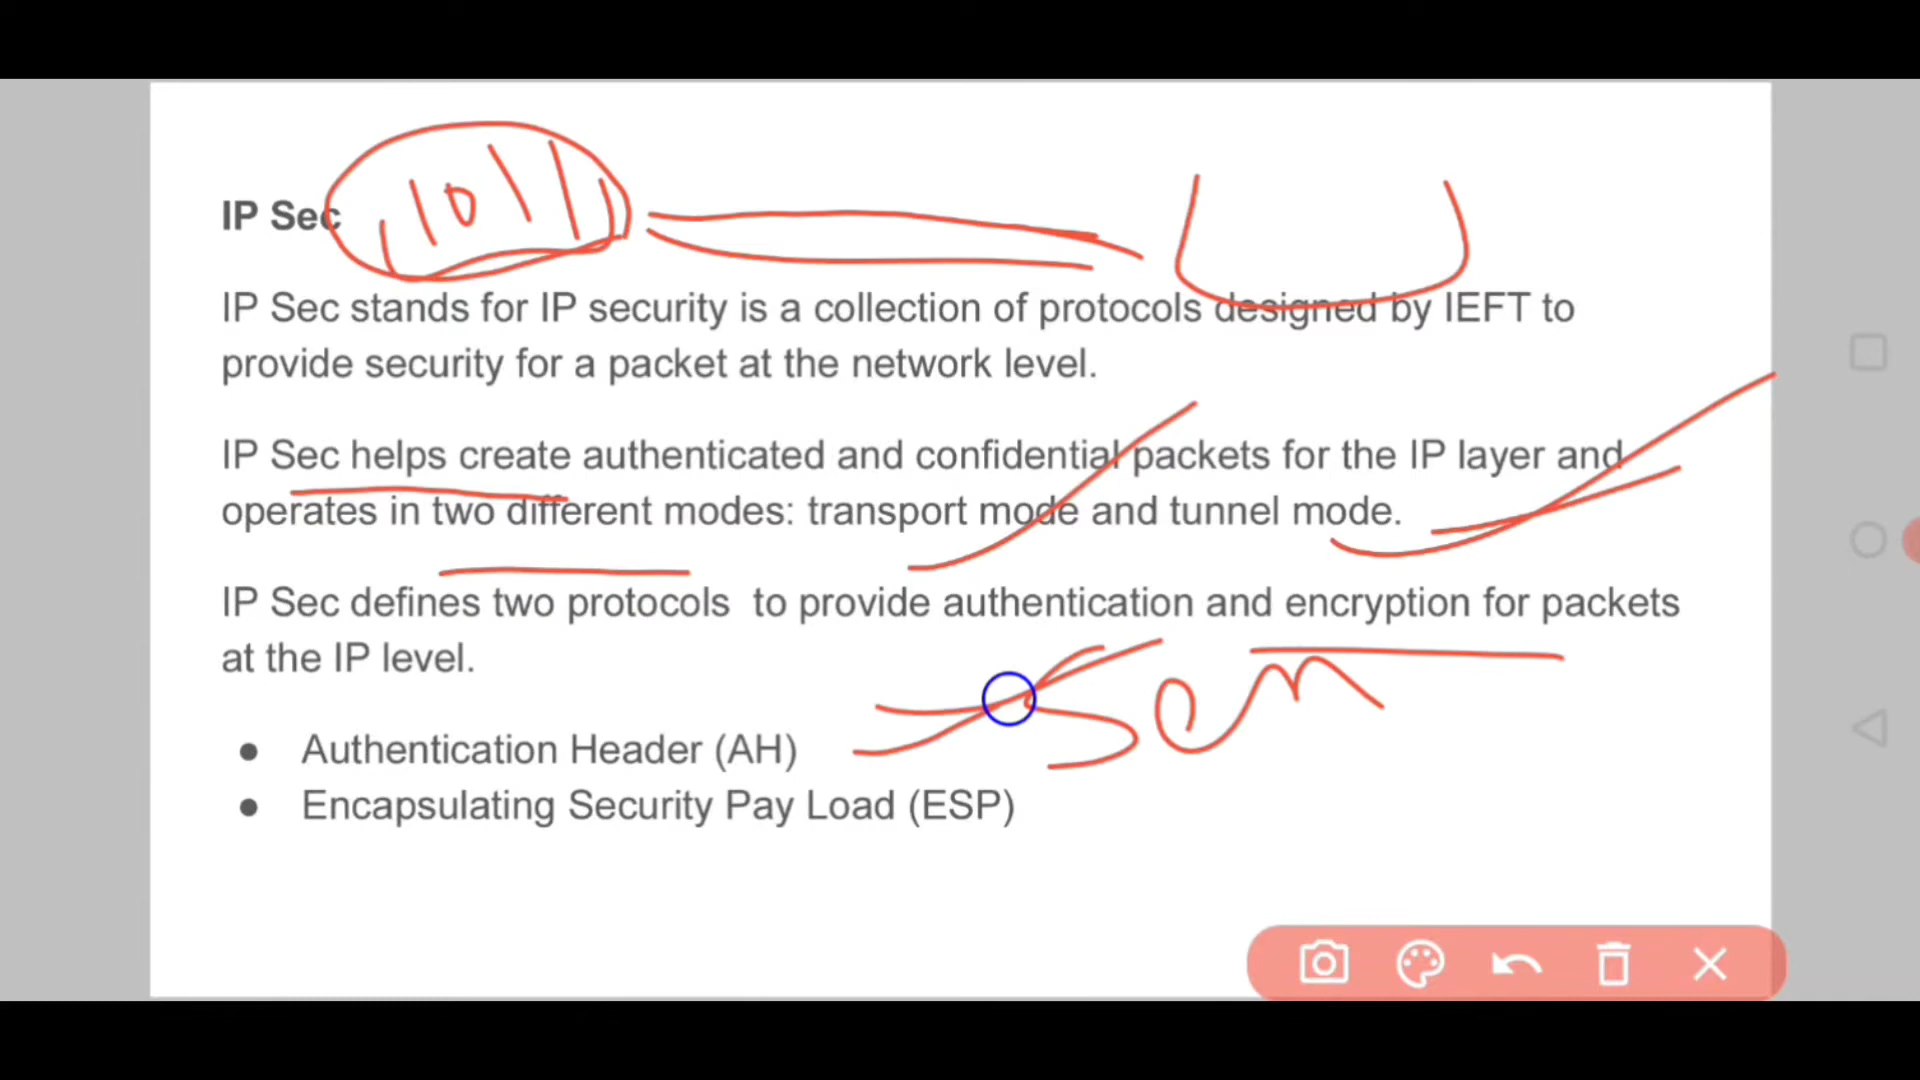 IP Sec
IP Sec stands for IP security is a collection of protocols designed by IEFT to
provide security for a packet at the network level.
IP Sec helps create authenticated and confidential packets for the IP layer and
operates in two different modes: transport mode and tunnel mode.
IP Sec defines two protocols to provide authentication and encryption for packets
at the IP level.
● Authentication Header (AH)
● Encapsulating Security Pay Load (ESP)